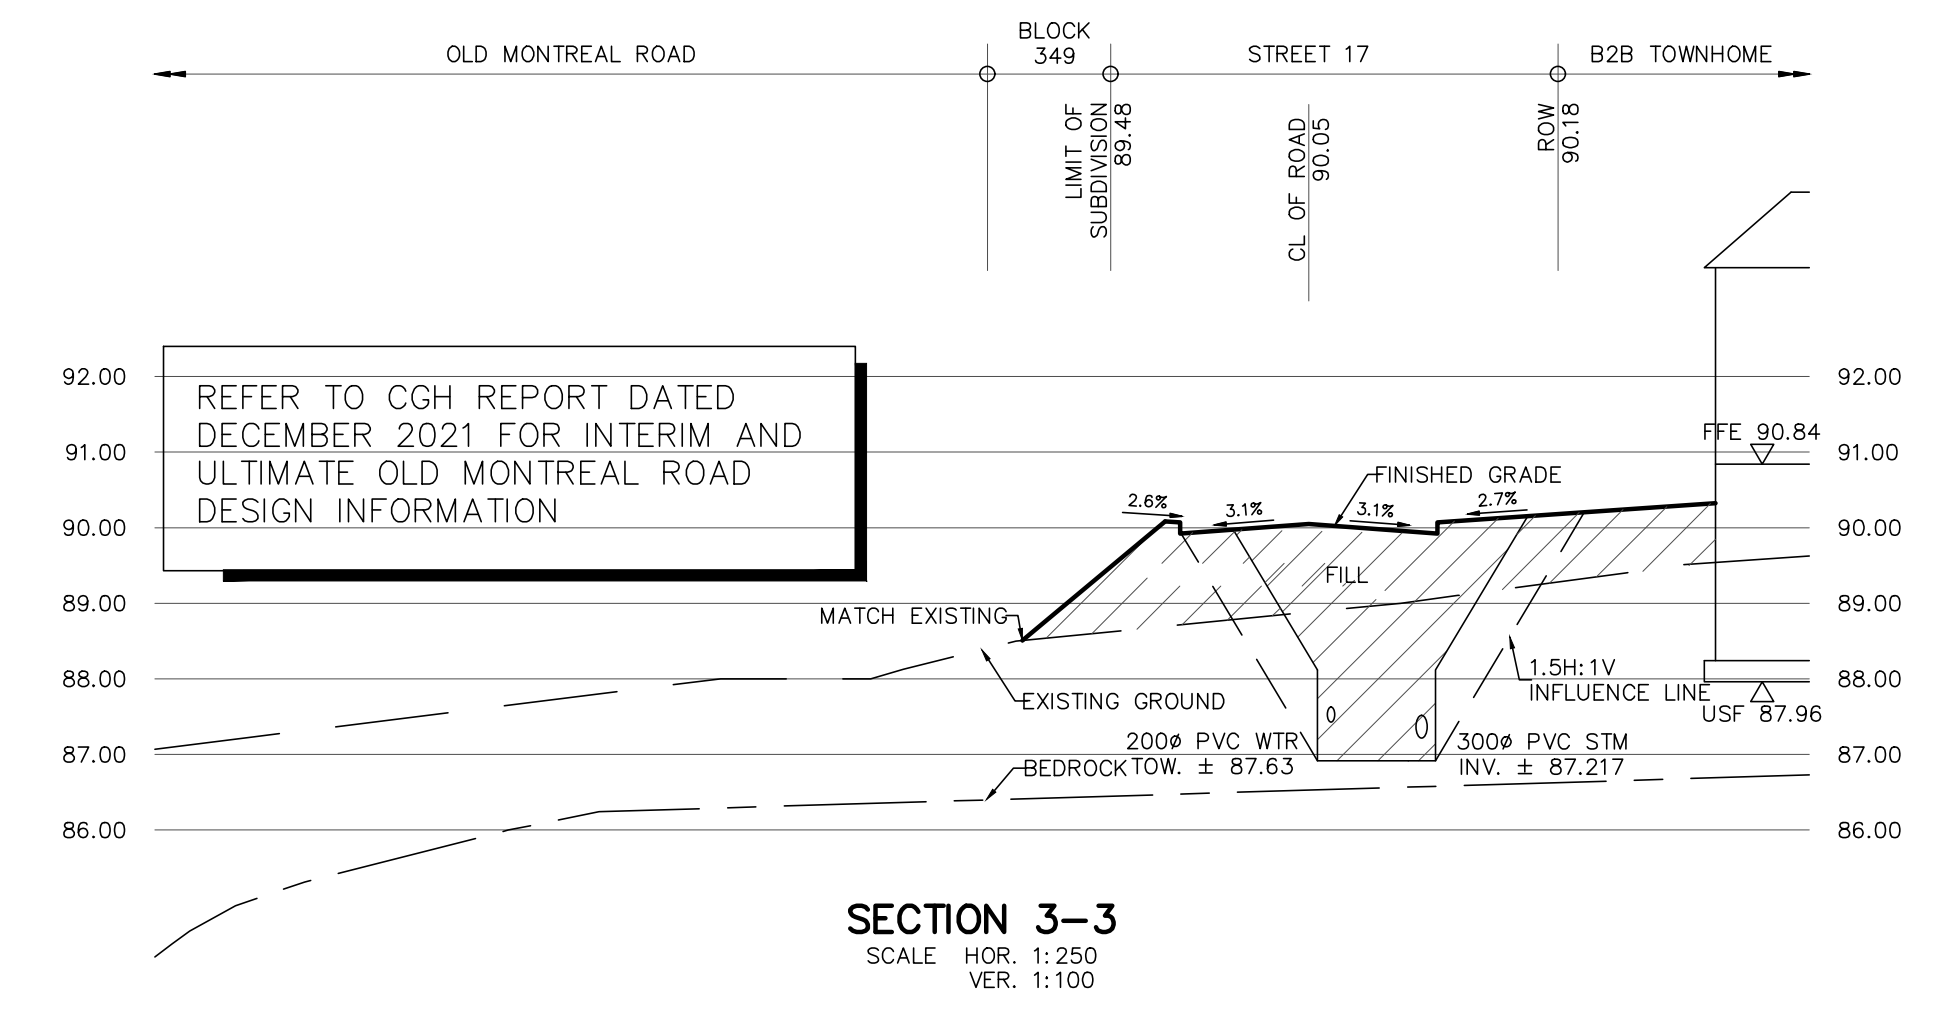 OLD MONTREAL ROAD
BLOCK
349
STREET 17
B2B TOWNHOME
LIMIT OF
SUBDIVISION
89.48
CL OF ROAD
90.05
ROW
90.18
REFER TO CGH REPORT DATED
DECEMBER 2021 FOR INTERIM AND
ULTIMATE OLD MONTREAL ROAD
DESIGN INFORMATION
92.00
91.00
90.00
89.00
88.00
87.00
86.00
92.00
91.00
90.00
89.00
88.00
87.00
86.00
FFE 90.84
FINISHED GRADE
2.6%
3.1%
3.1%
2.7%
FILL
MATCH EXISTING
EXISTING GROUND
1.5H:1V
INFLUENCE LINE
USF 87.96
200ø PVC WTR
TOW. ± 87.63
300ø PVC STM
INV. ± 87.217
BEDROCK
SECTION 3-3
SCALE HOR. 1:250
VER. 1:100